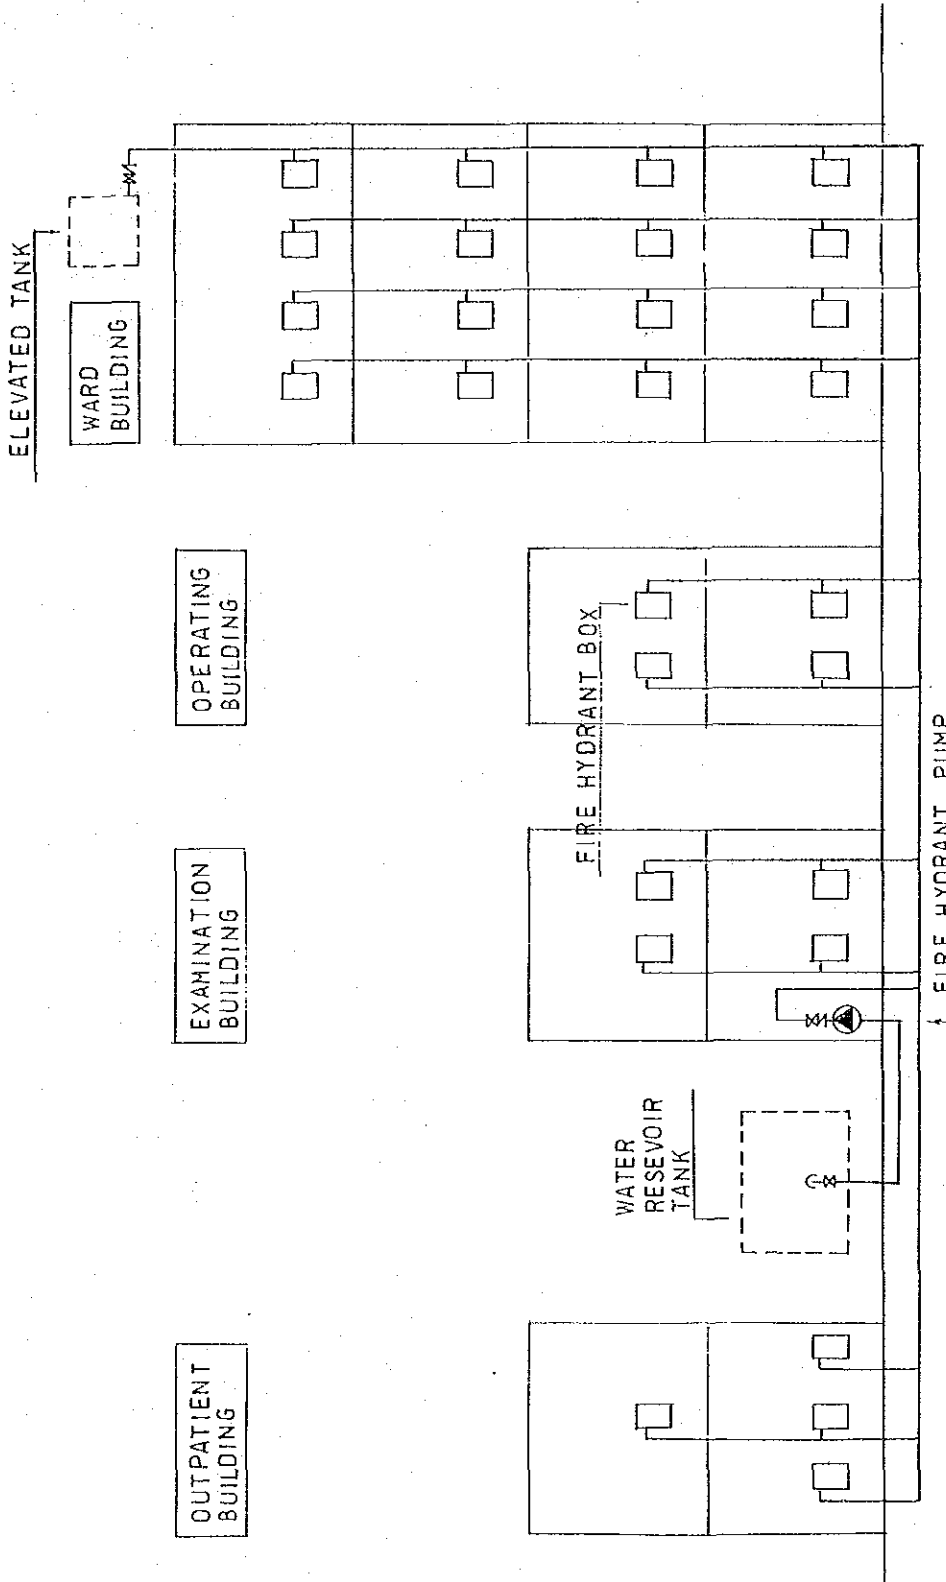 ELEVATED TANK
WARD
BUILDING
OPERATING
BUILDING
FIRE HYDRANT BOX
EXAMINATION
BUILDING
FIRE HYDRANT PUMP
WATER
RESEVOIR
TANK
OUTPATIENT
BUILDING